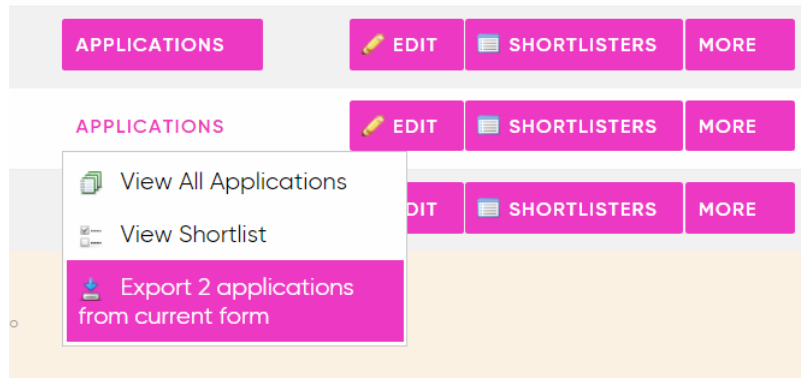 APPLICATIONS EDIT SHORTLISTERS MORE
APPLICATIONS EDIT SHORTLISTERS MORE
View All Applications
DIT SHORTLISTERS MORE
View Shortlist
Export 2 applications
from current form